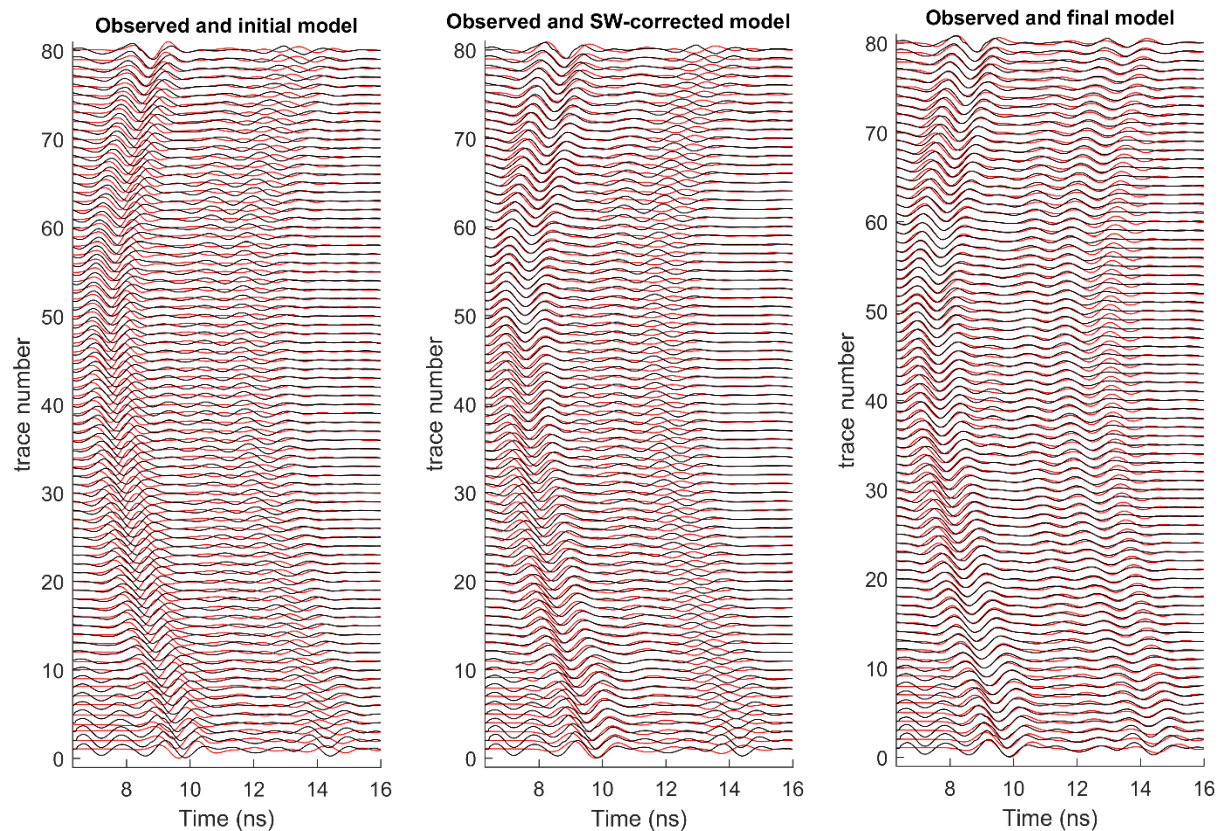 Observed and initial model
80
70
60
50
40
30
20
10
0
trace number
8 10 12 14 16
Time (ns)
Observed and SW-corrected model
80
70
60
50
40
30
20
10
0
trace number
8 10 12 14 16
Time (ns)
Observed and final model
80
70
60
50
40
30
20
10
0
trace number
8 10 12 14 16
Time (ns)